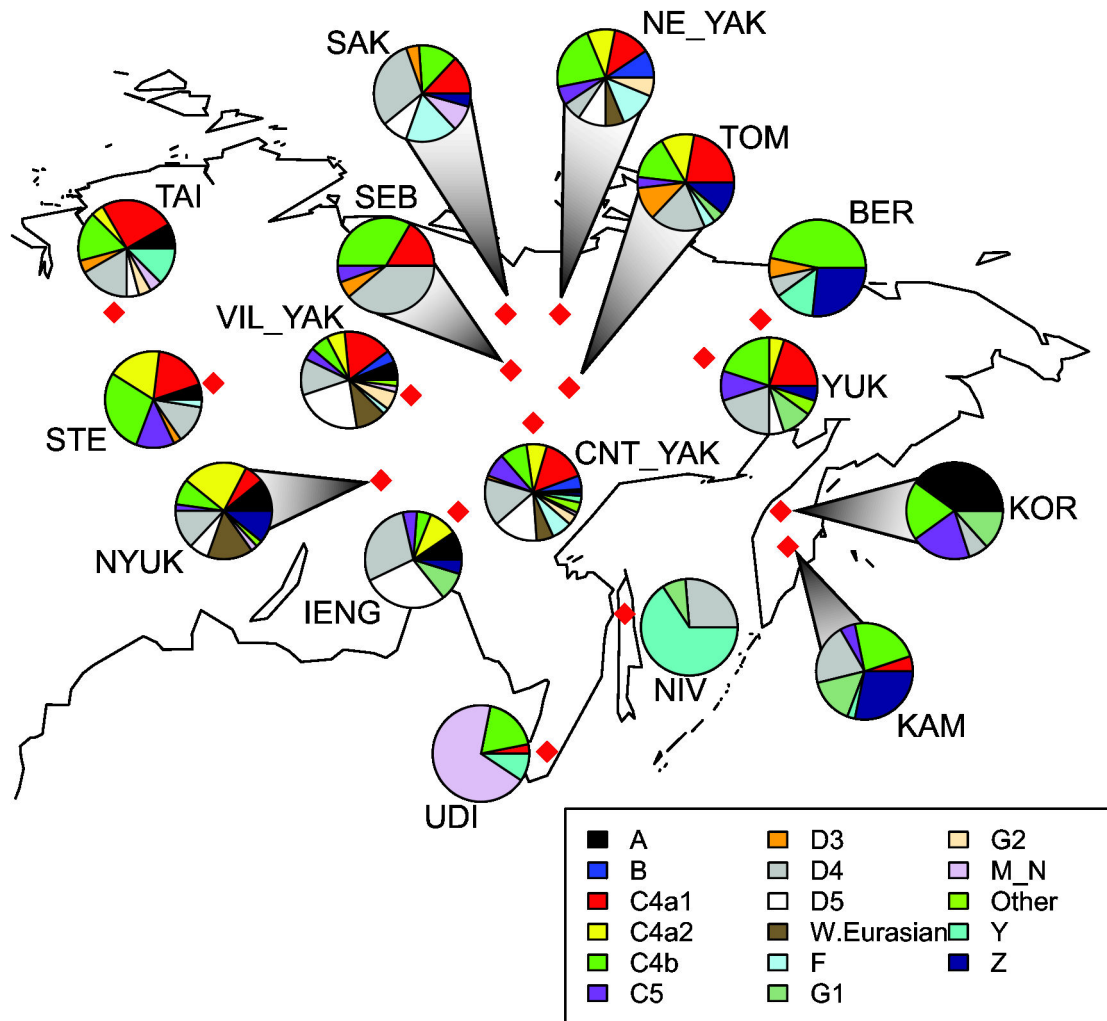 SAK
NE_YAK
TAI
SEB
TOM
BER
VIL_YAK
STE
YUK
CNT_YAK
NYUK
KOR
IENG
NIV
KAM
UDI
A D3 G2
B D4 M_N
C4a1 D5 Other
C4a2 W.Eurasian Y
C4b F Z
C5 G1